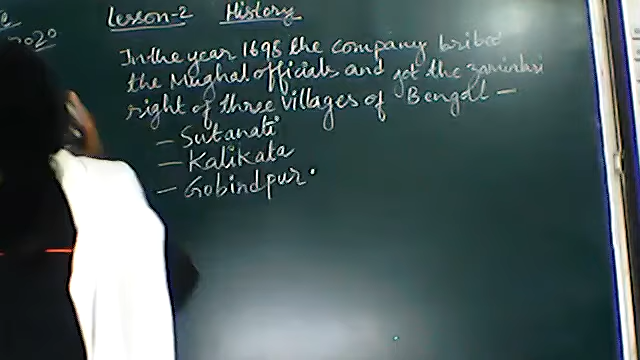 2020
Lesson-2 History
In the year 1698 the company bribed
the Mughal officials and got the zamindari
right of three villages of Bengal -
- Sutanati
- Kalikata
- Gobindpur.